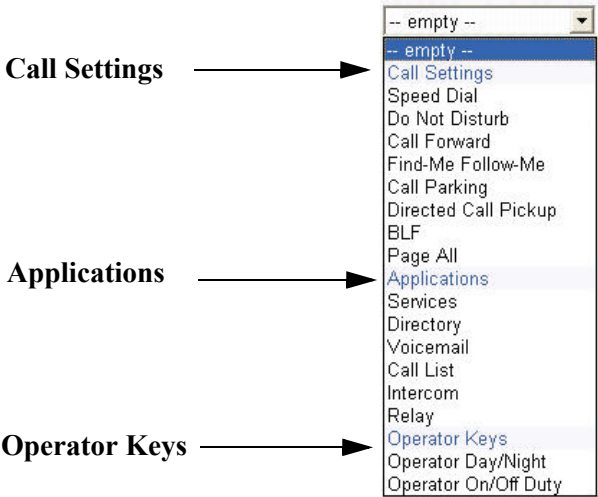 -- empty --
-- empty --
Call Settings
Call Settings
Speed Dial
Do Not Disturb
Call Forward
Find-Me Follow-Me
Call Parking
Directed Call Pickup
BLF
Page All
Applications
Applications
Services
Directory
Voicemail
Call List
Intercom
Relay
Operator Keys
Operator Keys
Operator Day/Night
Operator On/Off Duty